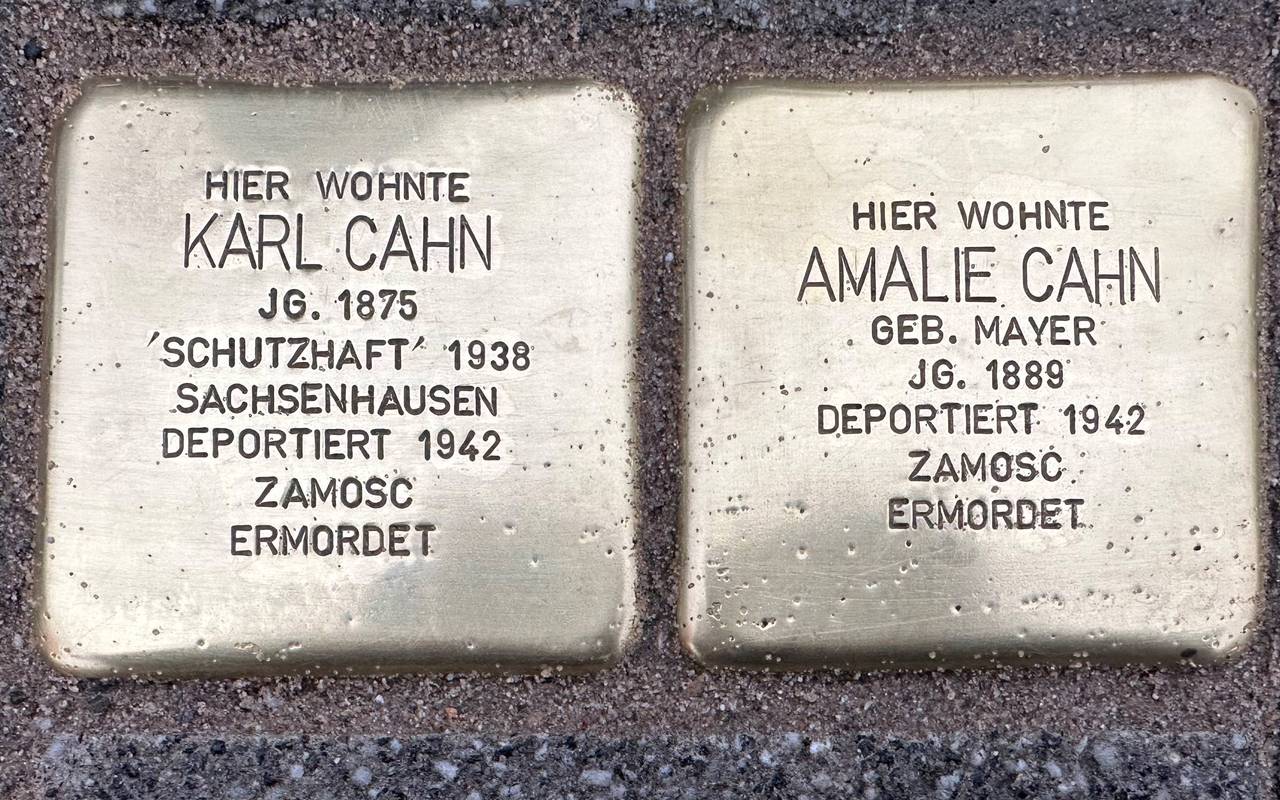 HIER WOHNTE
KARL CAHN
JG. 1875
'SCHUTZHAFT' 1938
SACHSENHAUSEN
DEPORTIERT 1942
ZAMOSC
ERMORDET
HIER WOHNTE
AMALIE CAHN
GEB. MAYER
JG. 1889
DEPORTIERT 1942
ZAMOSC
ERMORDET